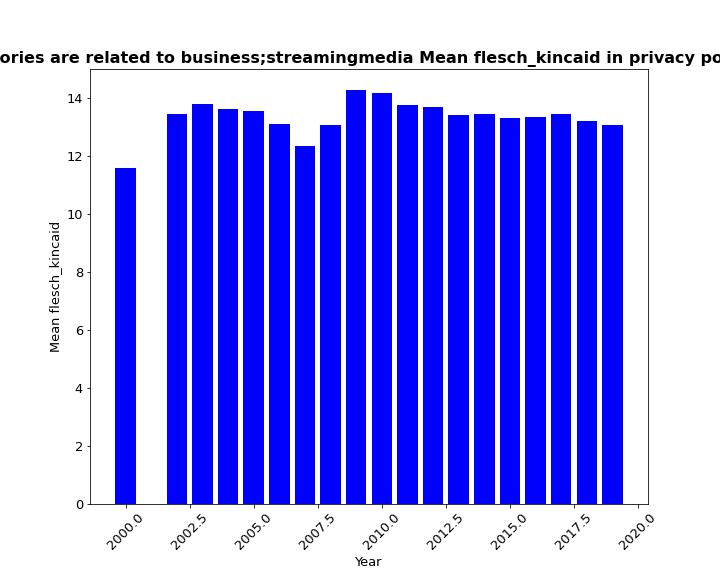 ories are related to business;streamingmedia Mean flesch_kincaid in privacy po
14
12
10
8
6
4
2
0
Mean flesch_kincaid
2000.0 2002.5 2005.0 2007.5 2010.0 2012.5 2015.0 2017.5 2020.0
Year